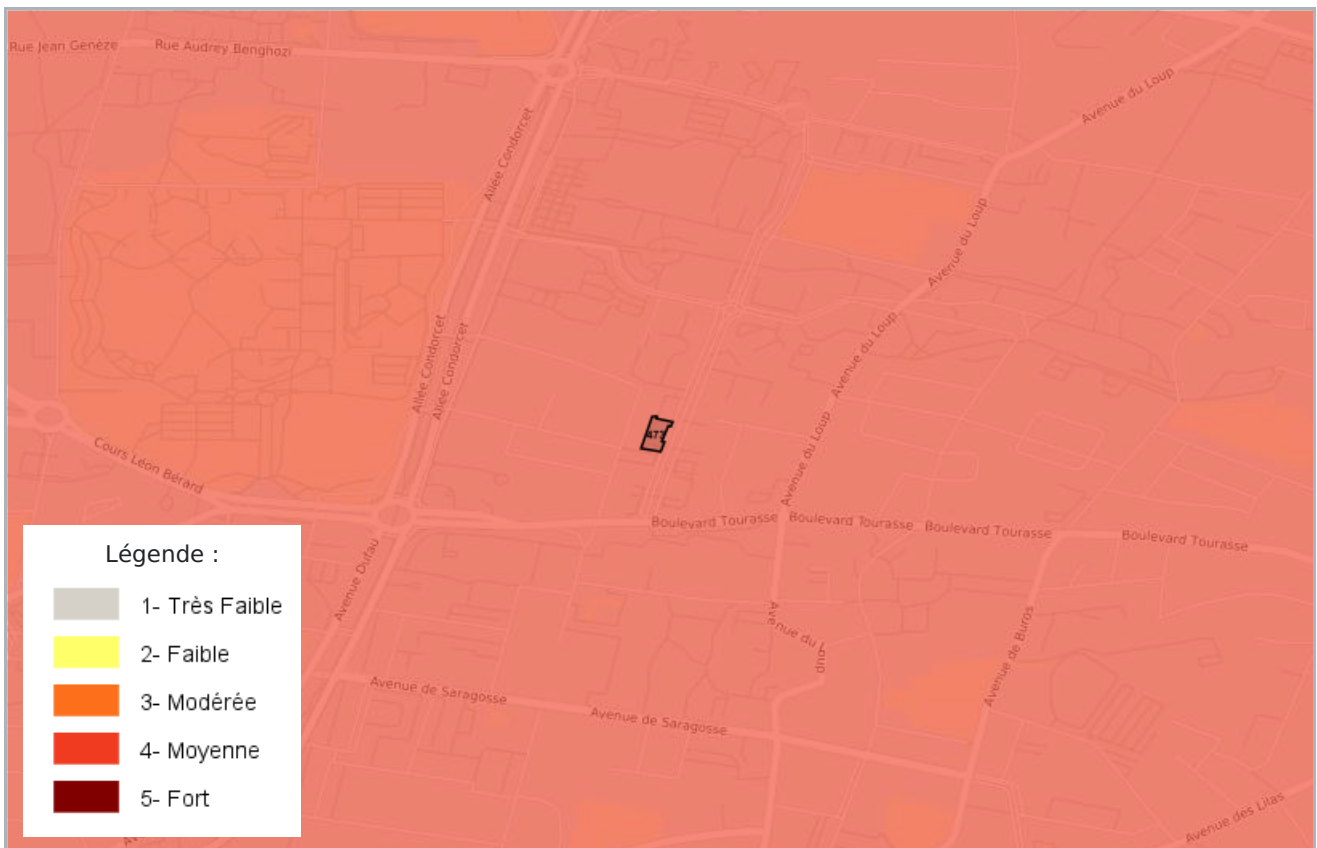 Rue Jean Genèze
Rue Audrey Benghozi
Avenue du Loup
Allée Condorcet
Avenue du Loup
Avenue du Loup
Allée Condorcet
Allée Condorcet
Avenue du Loup
Cours Léon Bérard
Boulevard Tourasse
Boulevard Tourasse
Boulevard Tourasse
Boulevard Tourasse
Avenue Dufau
Avenue du Loup
Avenue de Buros
Avenue de Saragosse
Avenue de Saragosse
Avenue des Lilas
Légende :
1- Très Faible
2- Faible
3- Modérée
4- Moyenne
5- Fort